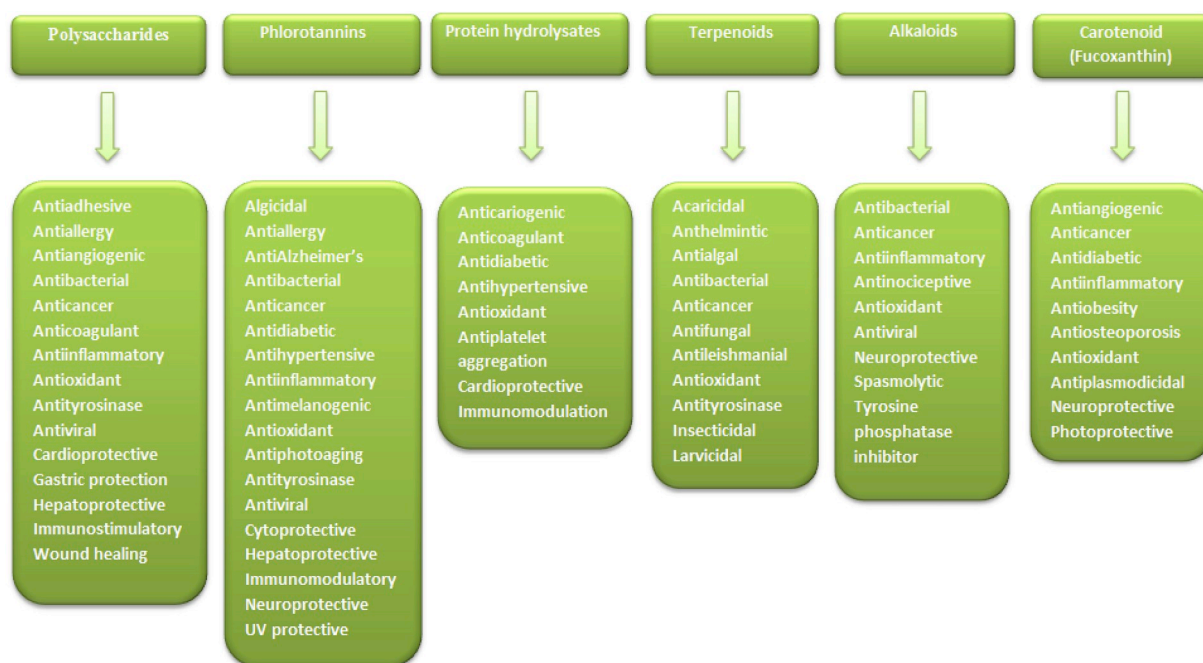 Polysaccharides
Phlorotannins
Protein hydrolysates
Terpenoids
Alkaloids
Carotenoid
(Fucoxanthin)
Antiadhesive
Antiallergy
Antiangiogenic
Antibacterial
Anticancer
Anticoagulant
Antiinflammatory
Antioxidant
Antityrosinase
Antiviral
Cardioprotective
Gastric protection
Hepatoprotective
Immunostimulatory
Wound healing
Algicidal
Antiallergy
AntiAlzheimer's
Antibacterial
Anticancer
Antidiabetic
Antihypertensive
Antiinflammatory
Antimelanogenic
Antioxidant
Antiphotoaging
Antityrosinase
Antiviral
Cytoprotective
Hepatoprotective
Immunomodulatory
Neuroprotective
UV protective
Anticariogenic
Anticoagulant
Antidiabetic
Antihypertensive
Antioxidant
Antiplatelet
aggregation
Cardioprotective
Immunomodulation
Acaricidal
Anthelmintic
Antialgal
Antibacterial
Anticancer
Antifungal
Antileishmanial
Antioxidant
Antityrosinase
Insecticidal
Larvicidal
Antibacterial
Anticancer
Antiinflammatory
Antinociceptive
Antioxidant
Antiviral
Neuroprotective
Spasmolytic
Tyrosine
phosphatase
inhibitor
Antiangiogenic
Anticancer
Antidiabetic
Antiinflammatory
Antiobesity
Antiosteoporosis
Antioxidant
Antiplasmodicidal
Neuroprotective
Photoprotective